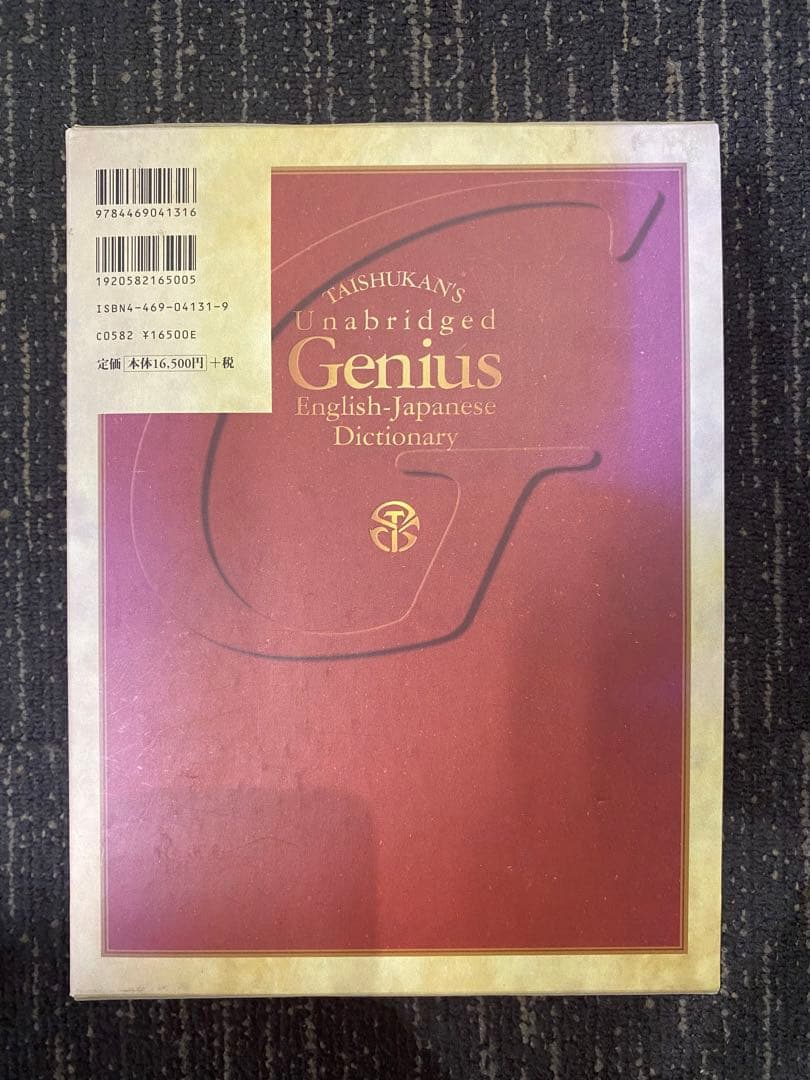 9784469041316
1920582165005
ISBN4-469-04131-9
C0582 ¥16500E
定価 本体16,500円 +税
TAISHUKAN'S
Unabridged
Genius
English-Japanese
Dictionary